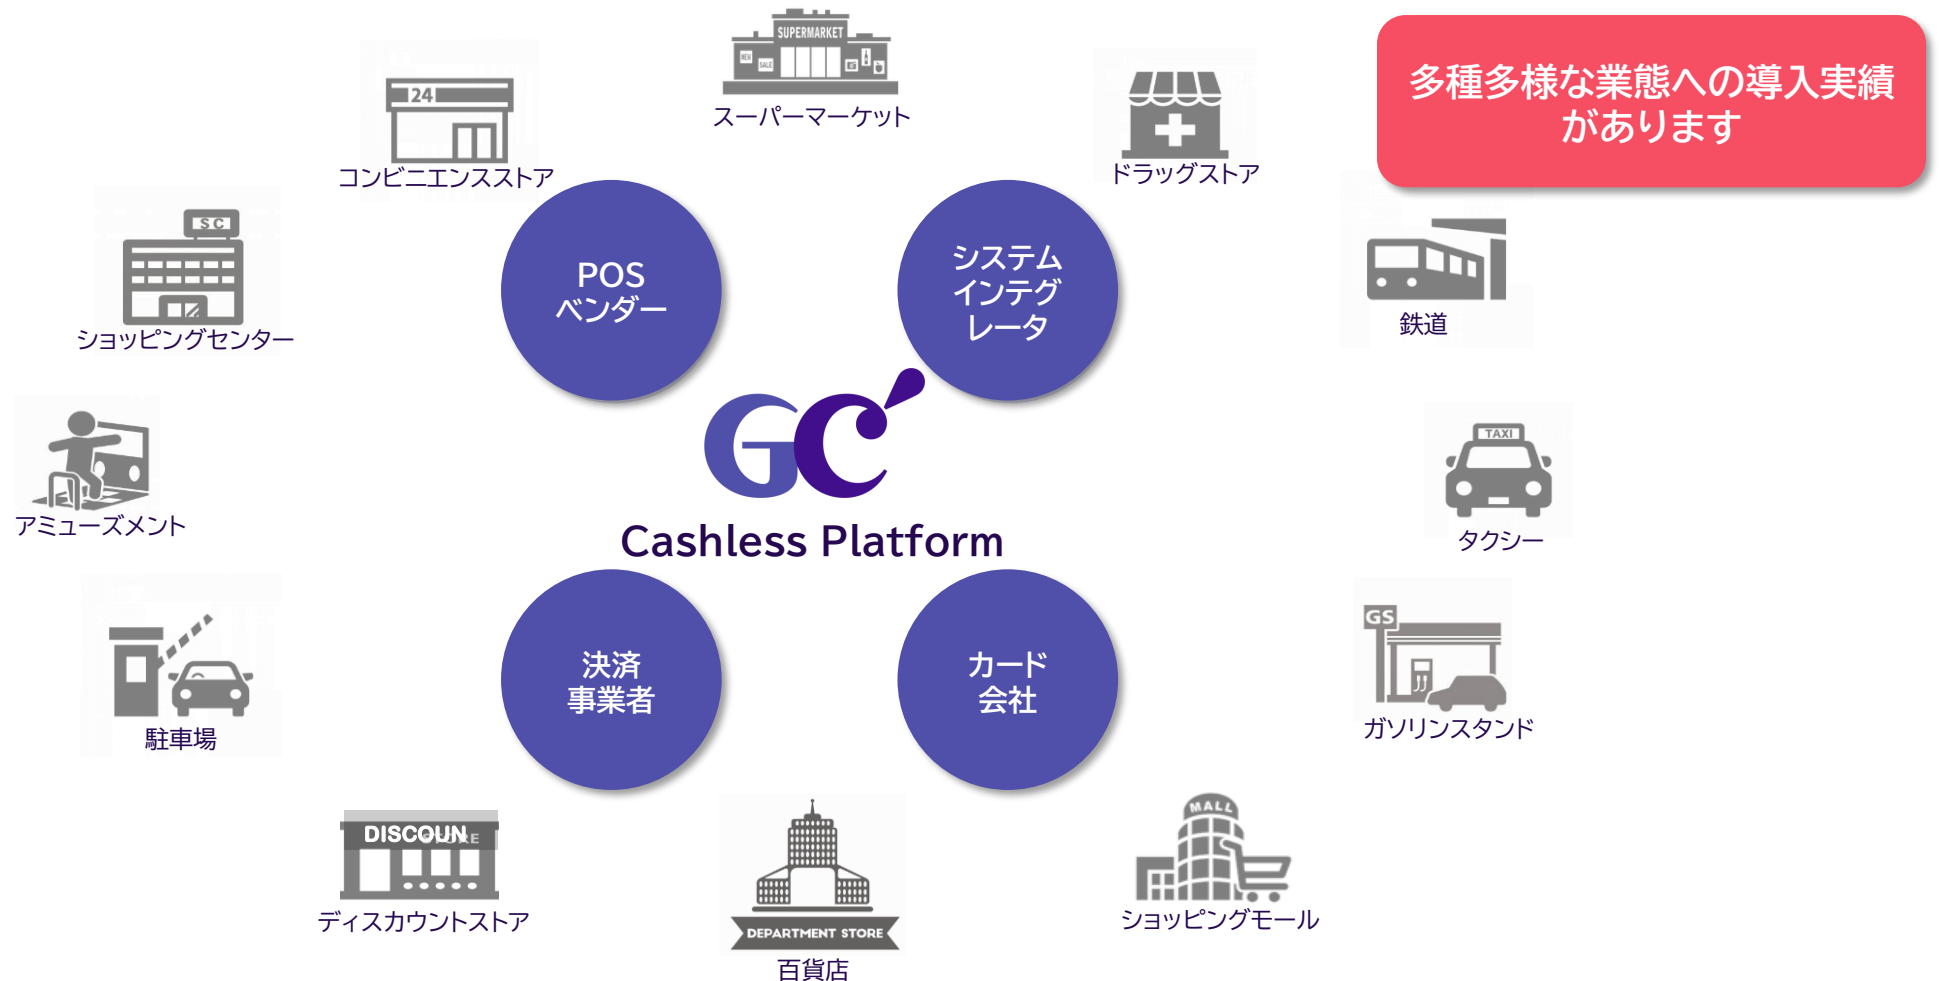 SUPERMARKET
NEW
SALE
スーパーマーケット
多種多様な業態への導入実績
があります
24
コンビニエンスストア
ドラッグストア
SC
ショッピングセンター
POS
ベンダー
システム
インテグ
レータ
鉄道
GC
アミューズメント
TAXI
タクシー
Cashless Platform
駐車場
決済
事業者
カード
会社
GS
ガソリンスタンド
DISCOUN
ディスカウントストア
DEPARTMENT STORE
百貨店
MALL
ショッピングモール